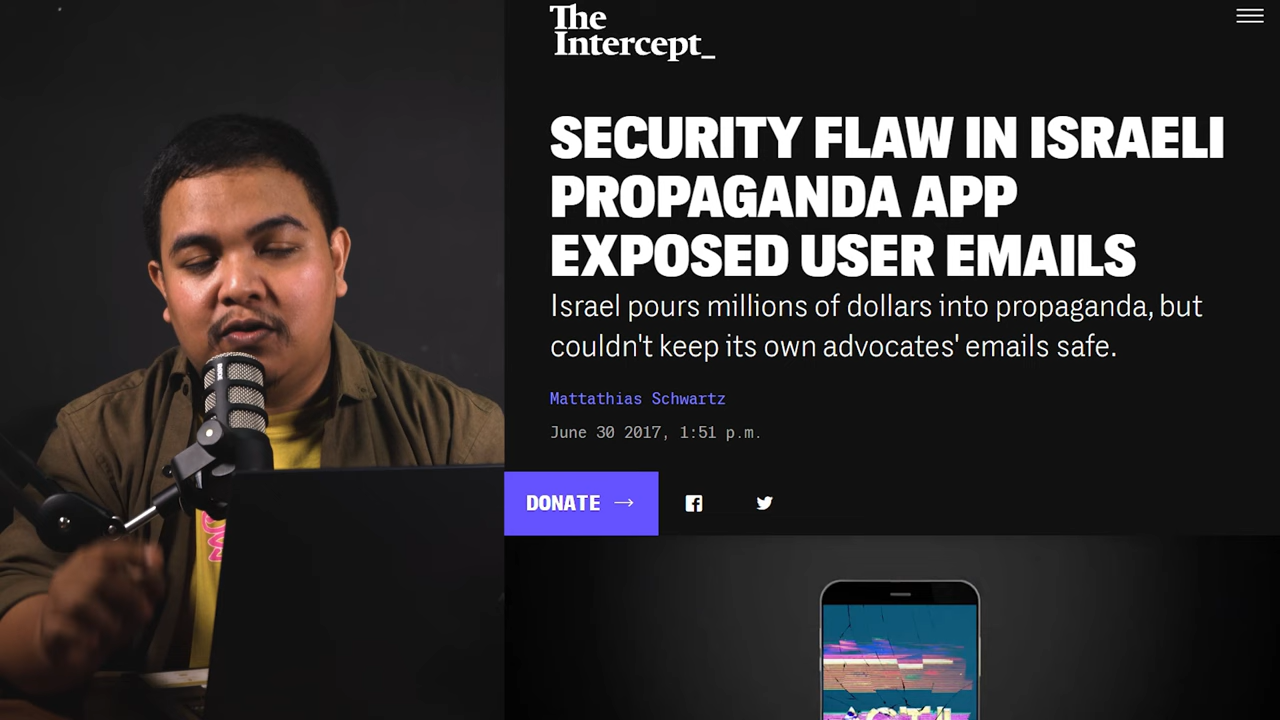 The
Intercept_
SECURITY FLAW IN ISRAELI
PROPAGANDA APP
EXPOSED USER EMAILS
Israel pours millions of dollars into propaganda, but
couldn't keep its own advocates' emails safe.
Mattathias Schwartz
June 30 2017, 1:51 p.m.
DONATE →